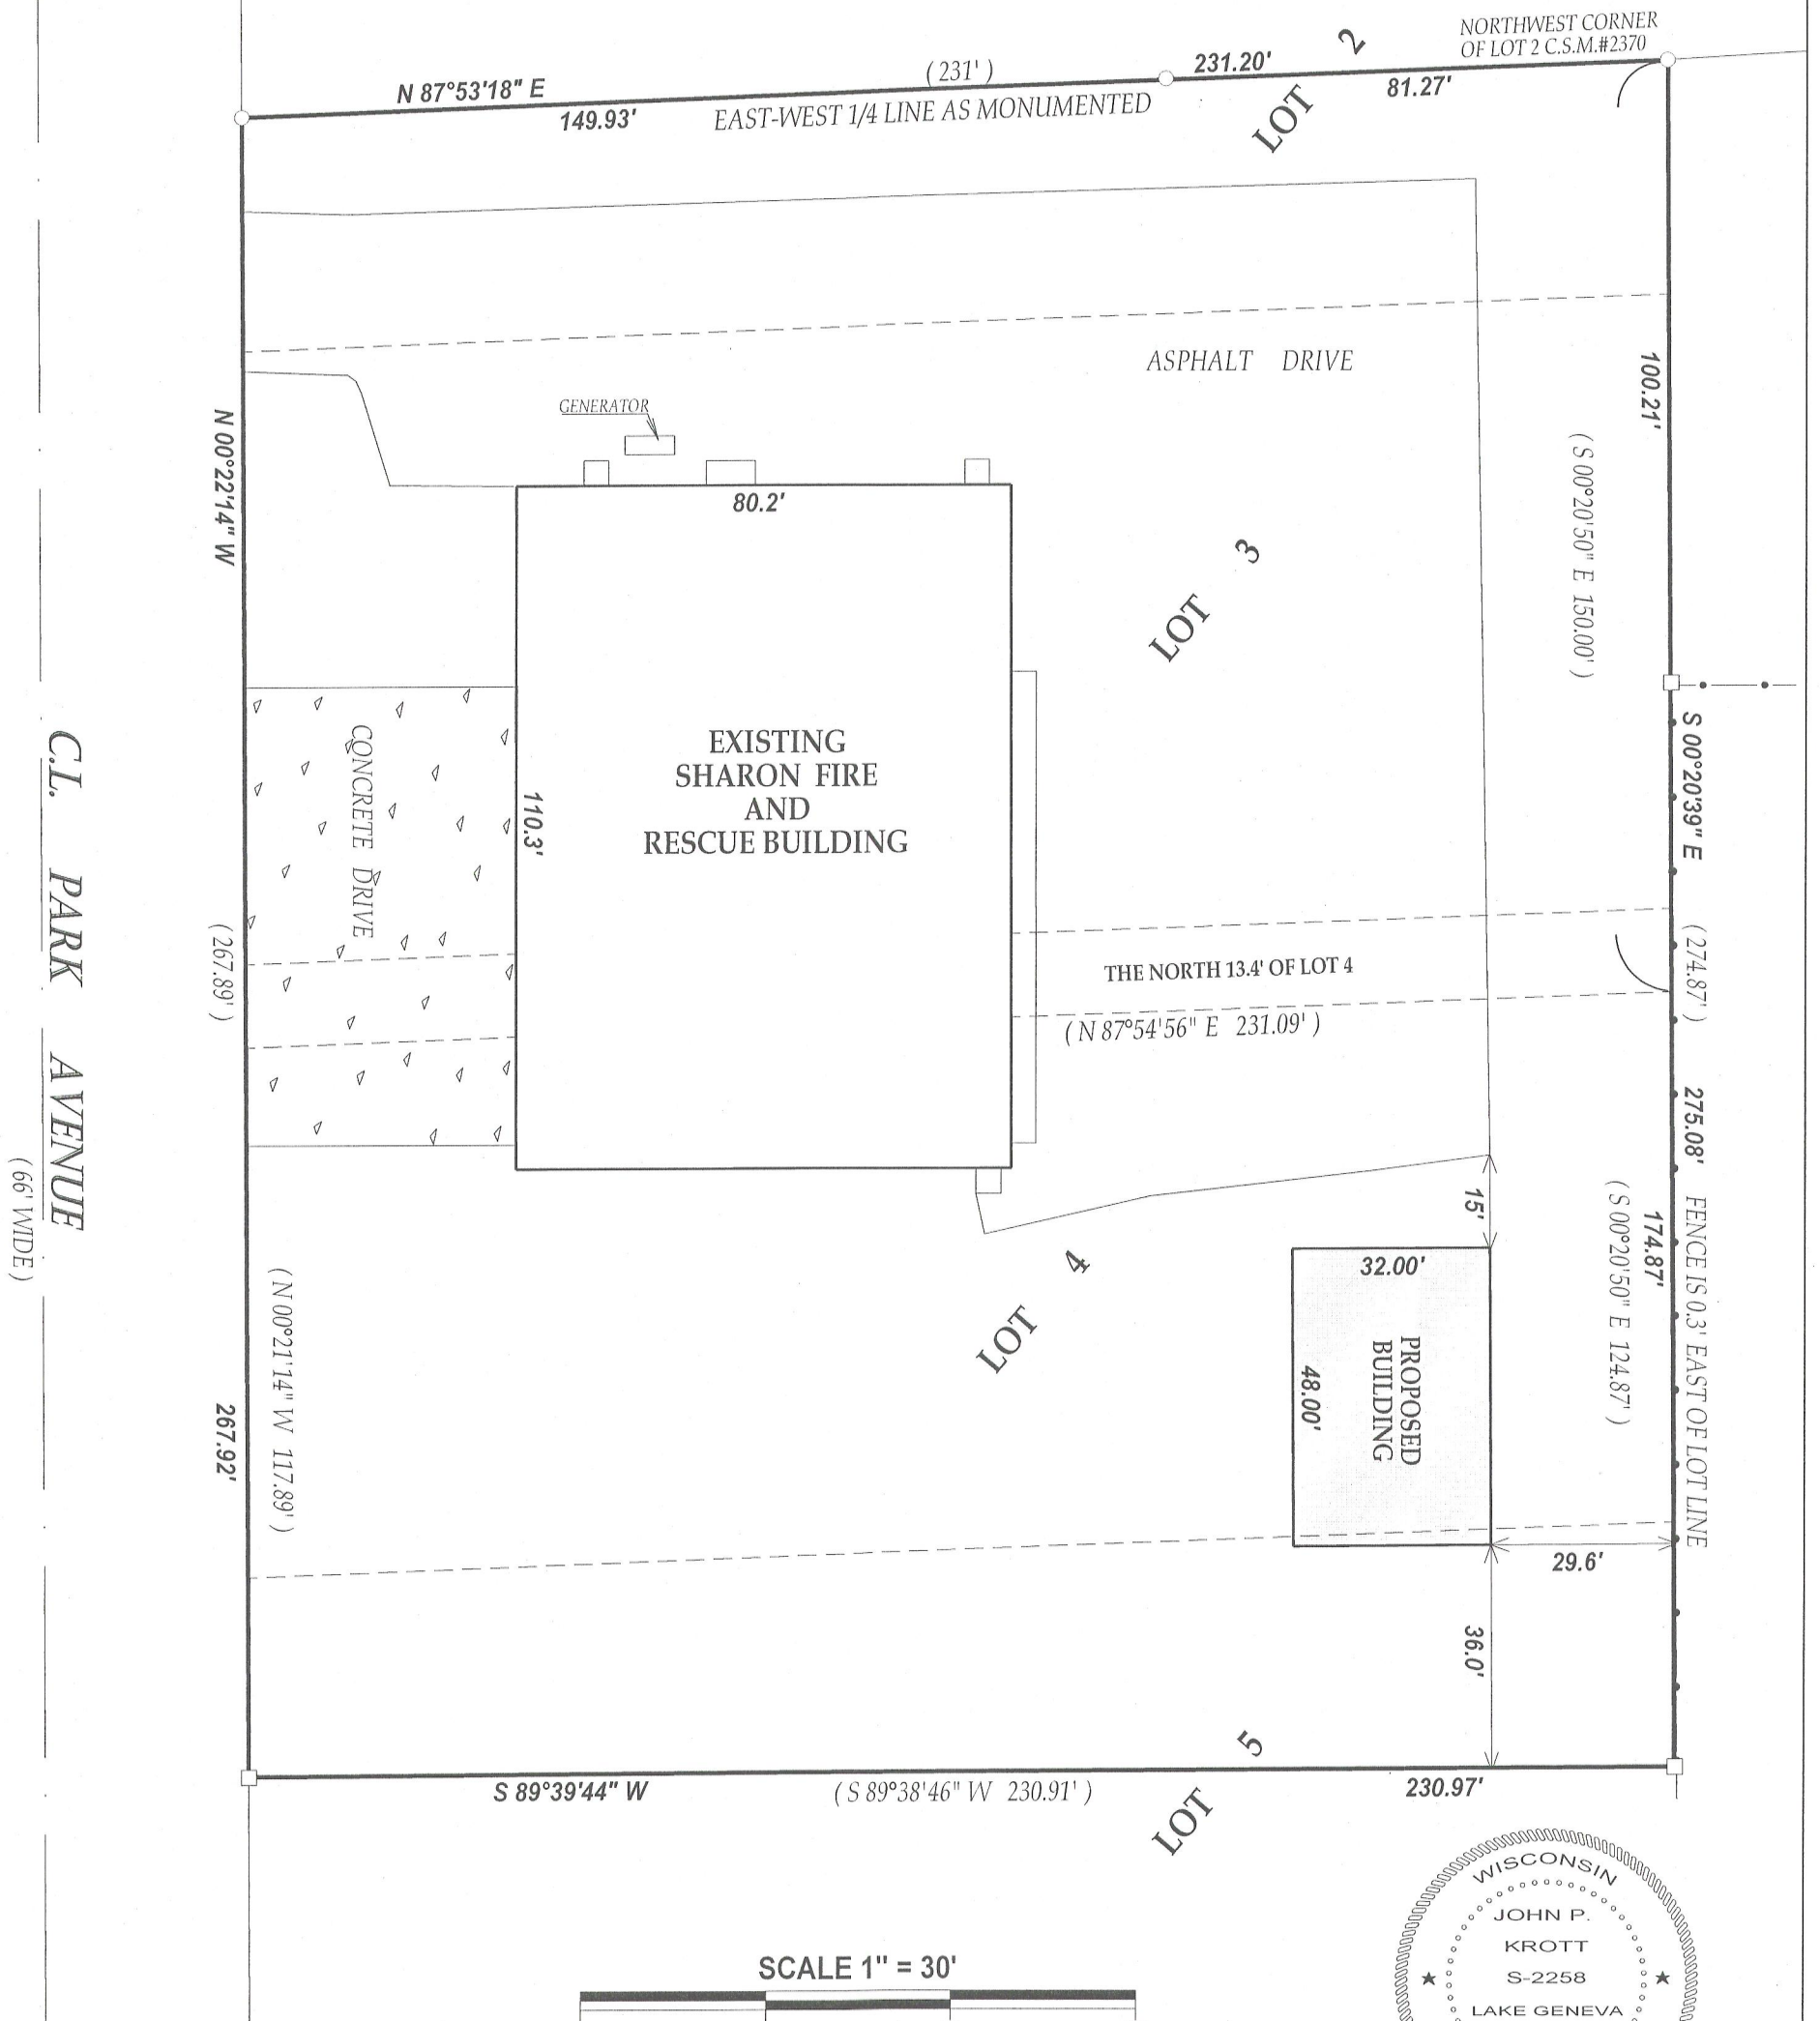 NORTHWEST CORNER
OF LOT 2 C.S.M.#2370
N 87°53'18" E
( 231' )
231.20'
LOT 2
149.93'
EAST-WEST 1/4 LINE AS MONUMENTED
81.27'
ASPHALT DRIVE
100.21'
GENERATOR
N 00°22'14" W
( S 00°20'50" E 150.00' )
80.2'
LOT 3
EXISTING
SHARON FIRE
AND
RESCUE BUILDING
110.3'
CONCRETE DRIVE
S 00°20'39" E
( 274.87' )
275.08'
C.L. PARK AVENUE
( 66' WIDE )
( 267.89' )
THE NORTH 13.4' OF LOT 4
( N 87°54'56" E 231.09' )
15'
174.87'
( S 00°20'50" E 124.87' )
FENCE IS 0.3' EAST OF LOT LINE
LOT 4
32.00'
PROPOSED
BUILDING
48.00'
( N 00°21'14" W 117.89' )
267.92'
29.6'
36.0'
LOT 5
S 89°39'44" W
( S 89°38'46" W 230.91' )
230.97'
SCALE 1" = 30'
WISCONSIN
JOHN P.
KROTT
S-2258
LAKE GENEVA